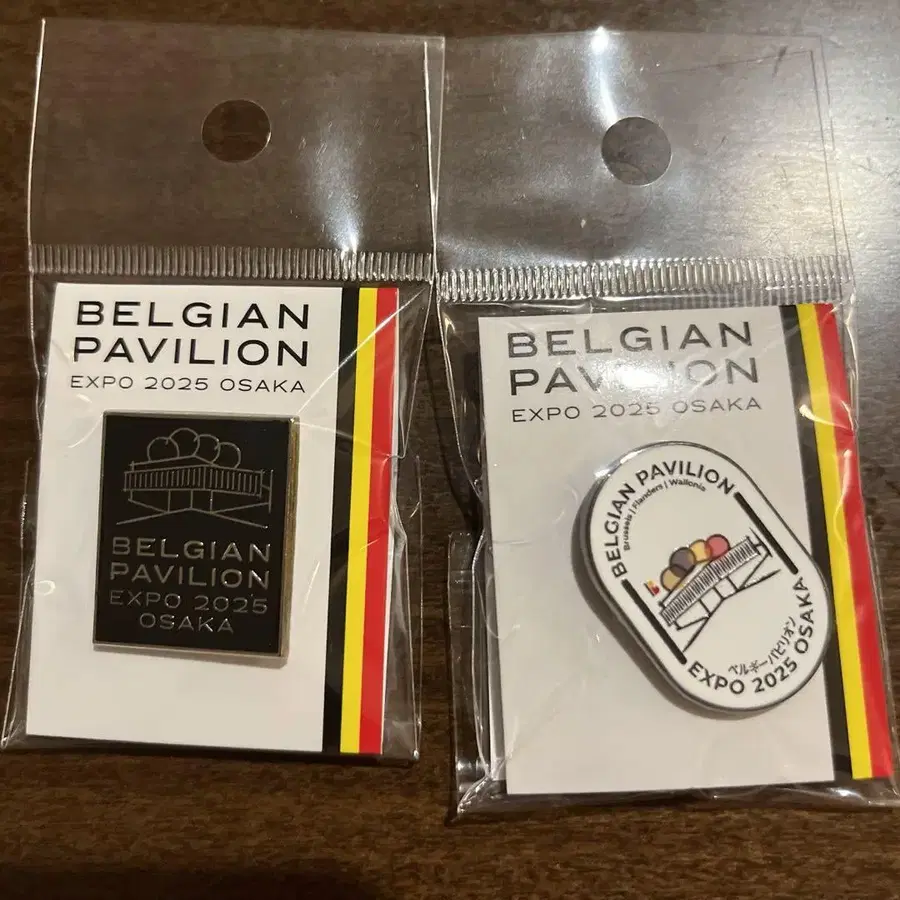 BELGIAN
PAVILION
EXPO 2025 OSAKA
BELGIAN
PAVILION
EXPO 2025
OSAKA
BELGIAN
PAVILION
EXPO 2025 OSAKA
BELGIAN PAVILION
Brussels | Flanders | Wallonia
ベルギーパビリオン
EXPO 2025 OSAKA